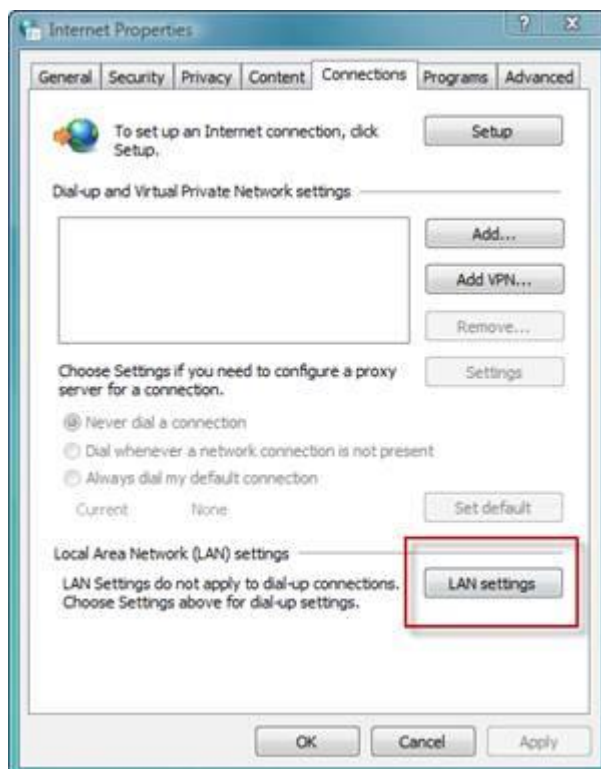 Internet Properties
General Security Privacy Content Connections Programs Advanced
To set up an Internet connection, click
Setup.
Setup
Dial-up and Virtual Private Network settings
Add...
Add VPN...
Remove...
Choose Settings if you need to configure a proxy
server for a connection.
Settings
Never dial a connection
Dial whenever a network connection is not present
Always dial my default connection
Current None
Set default
Local Area Network (LAN) settings
LAN Settings do not apply to dial-up connections.
Choose Settings above for dial-up settings.
LAN settings
OK Cancel Apply